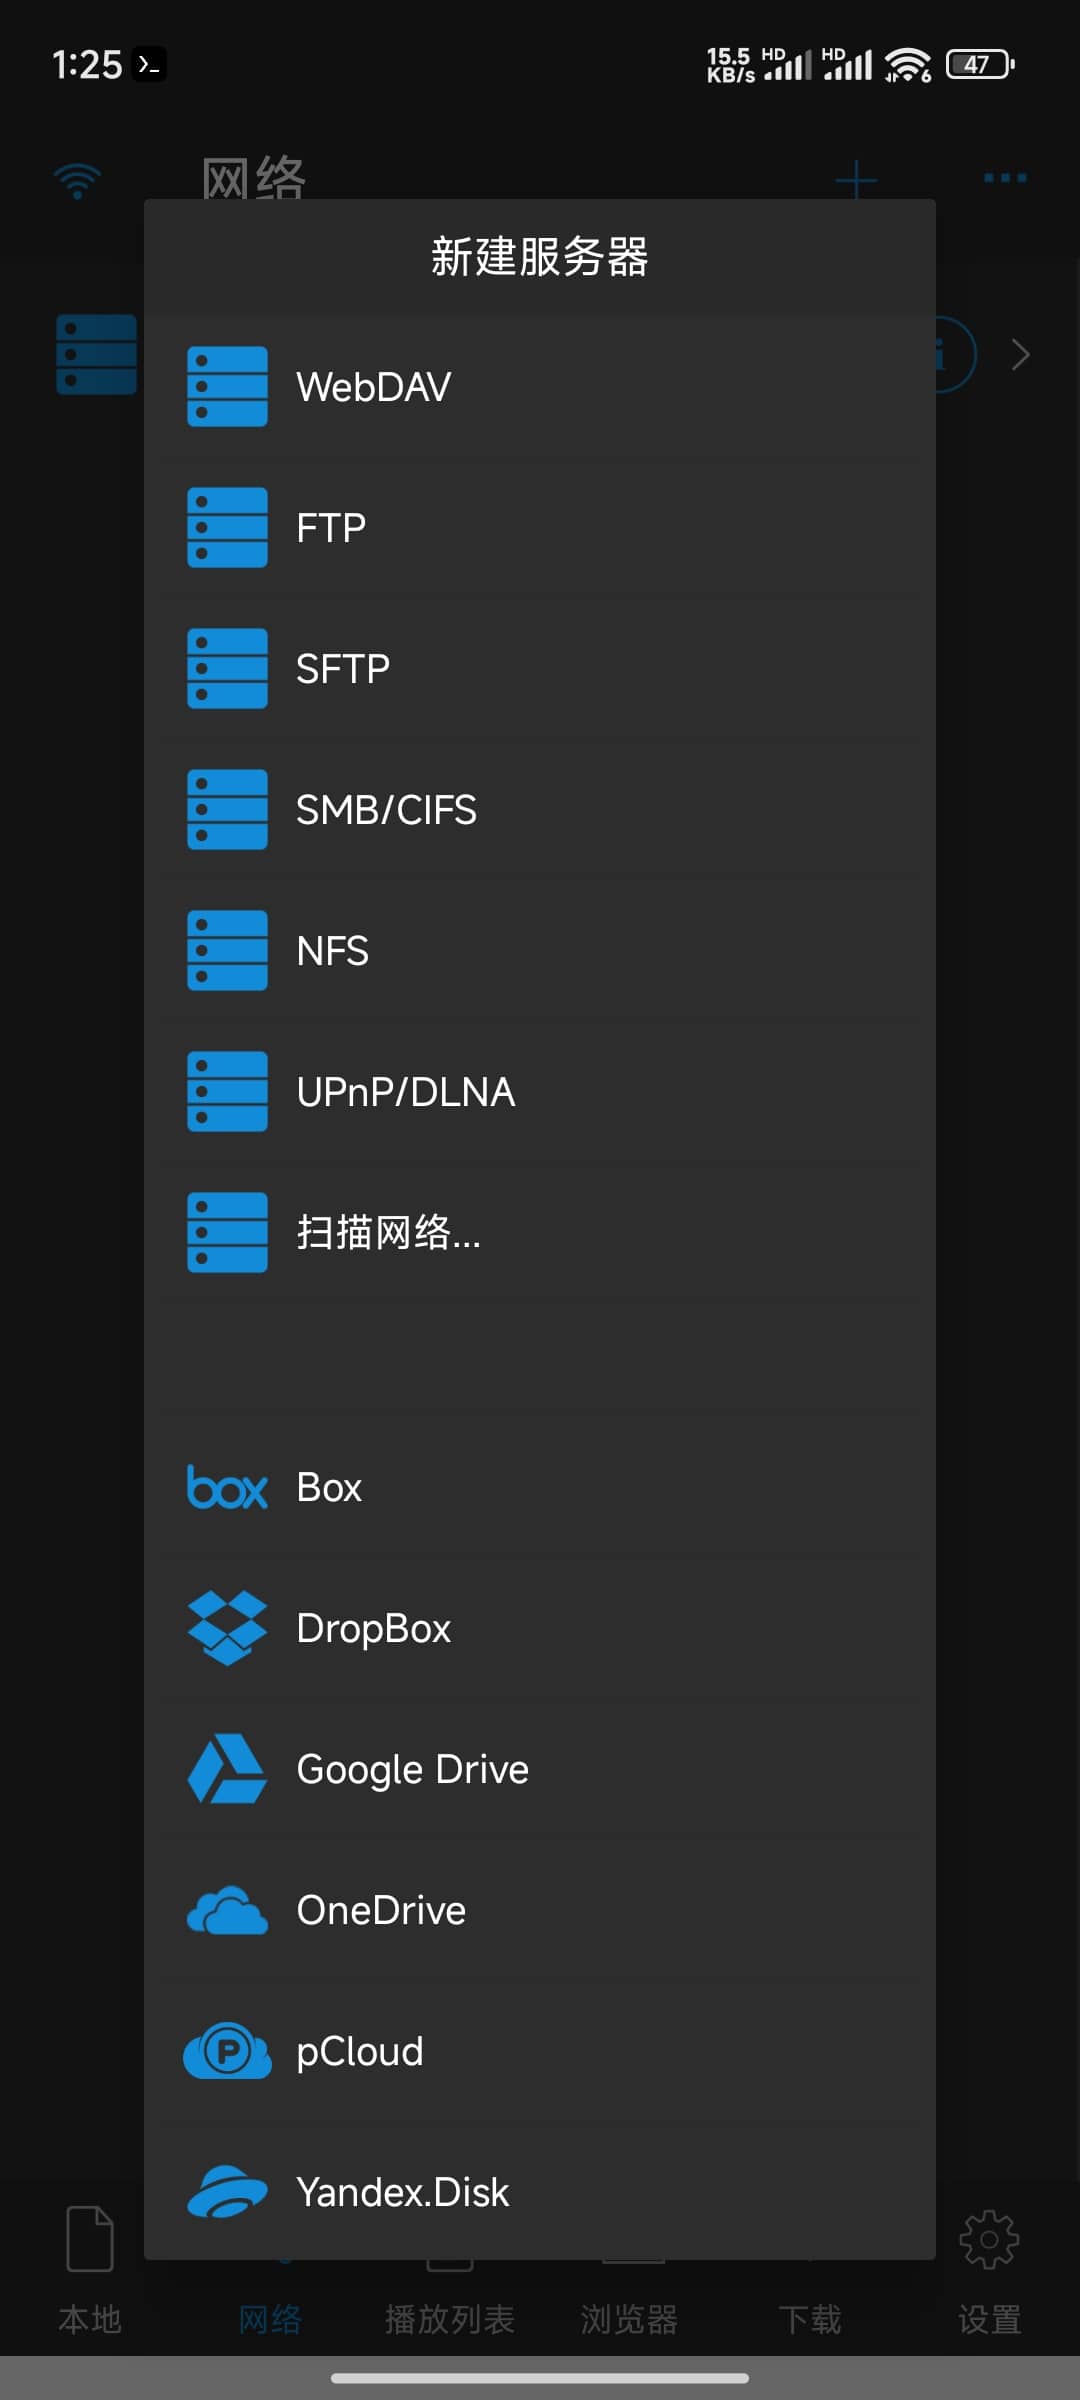 1:25
15.5
KB/s
HD
HD
6
47
网络
新建服务器
WebDAV
FTP
SFTP
SMB/CIFS
NFS
UPnP/DLNA
扫描网络...
box Box
DropBox
Google Drive
OneDrive
P pCloud
Yandex.Disk
本地
网络
播放列表
浏览器
下载
设置